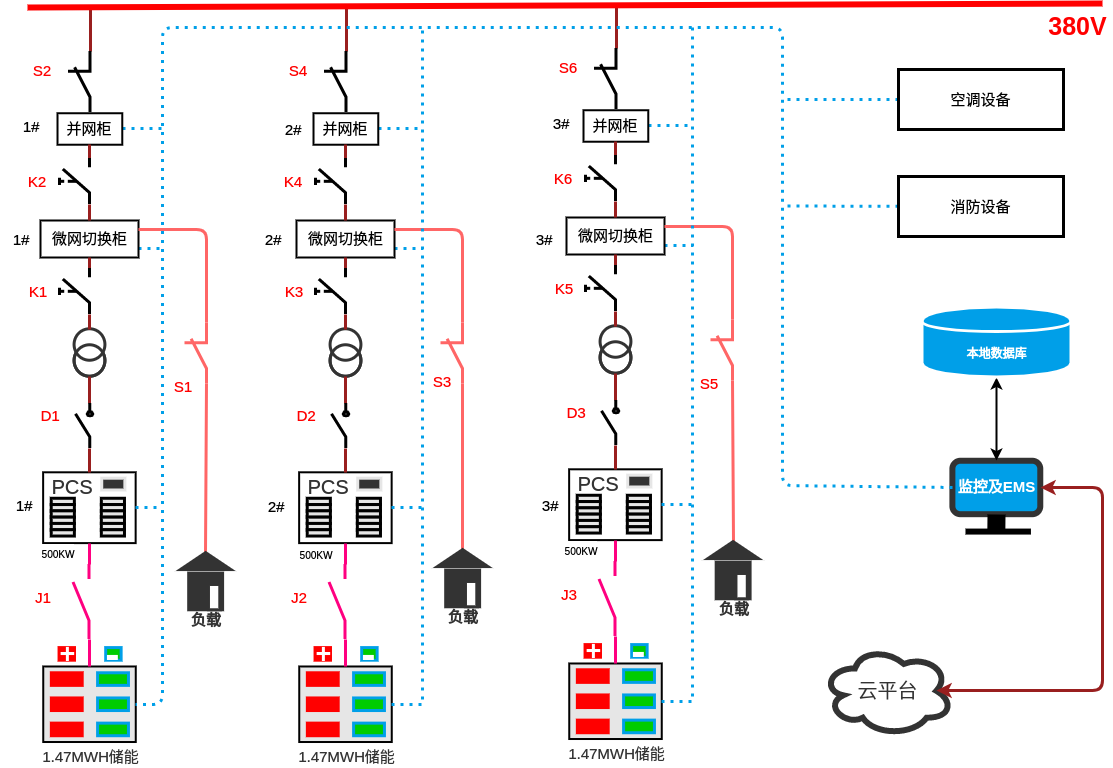 380V
S2
S4
S6
空调设备
1#
并网柜
2#
并网柜
3#
并网柜
K2
K4
K6
消防设备
1#
微网切换柜
2#
微网切换柜
3#
微网切换柜
K1
K3
K5
本地数据库
S1
S3
S5
D1
D2
D3
1#
PCS
2#
PCS
3#
PCS
监控及EMS
500KW
500KW
500KW
J1
J2
J3
负载
负载
负载
云平台
1.47MWH储能
1.47MWH储能
1.47MWH储能